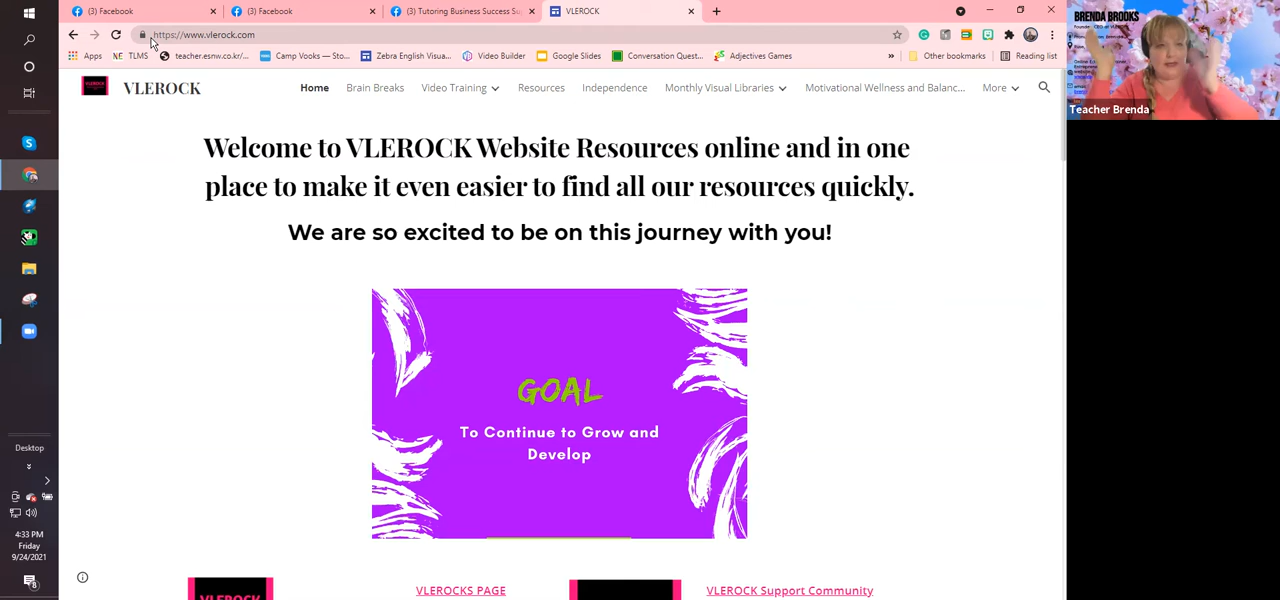 (3) Facebook
(3) Facebook
(3) Tutoring Business Success Su
VLEROCK
https://www.vlerock.com
Apps
TLMS
teacher.esnw.co.kr/...
Camp Vooks — Sto...
Zebra English Visua...
Video Builder
Google Slides
Conversation Quest...
Adjectives Games
Other bookmarks
Reading list
VLEROCK
Home
Brain Breaks
Video Training
Resources
Independence
Monthly Visual Libraries
Motivational Wellness and Balanc...
More
Welcome to VLEROCK Website Resources online and in one
place to make it even easier to find all our resources quickly.
We are so excited to be on this journey with you!
GOAL
To Continue to Grow and
Develop
VLEROCKS PAGE
VLEROCK Support Community
VLEROCK
BRENDA BROOKS
Teacher Brenda
Desktop
4:33 PM
Friday
9/24/2021